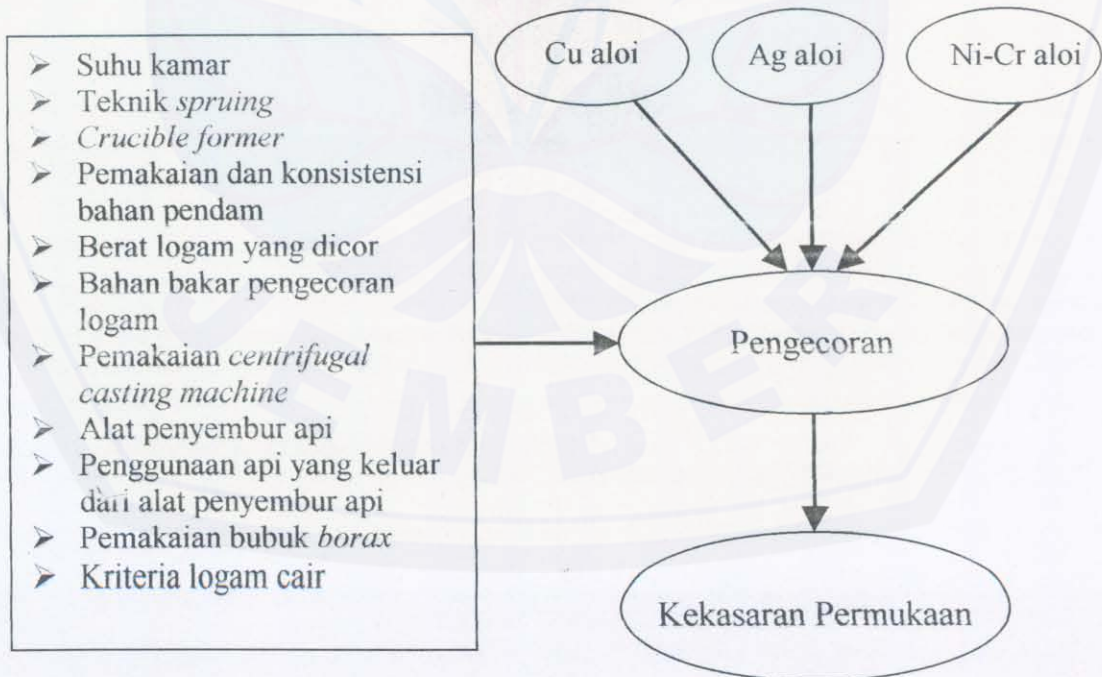 Suhu kamar
Teknik spruing
Crucible former
Pemakaian dan konsistensi
bahan pendam
Berat logam yang dicor
Bahan bakar pengecoran
logam
Pemakaian centrifugal
casting machine
Alat penyembur api
Penggunaan api yang keluar
dari alat penyembur api
Pemakaian bubuk borax
Kriteria logam cair
Cu aloi
Ag aloi
Ni-Cr aloi
Pengecoran
Kekasaran Permukaan
JEMBER